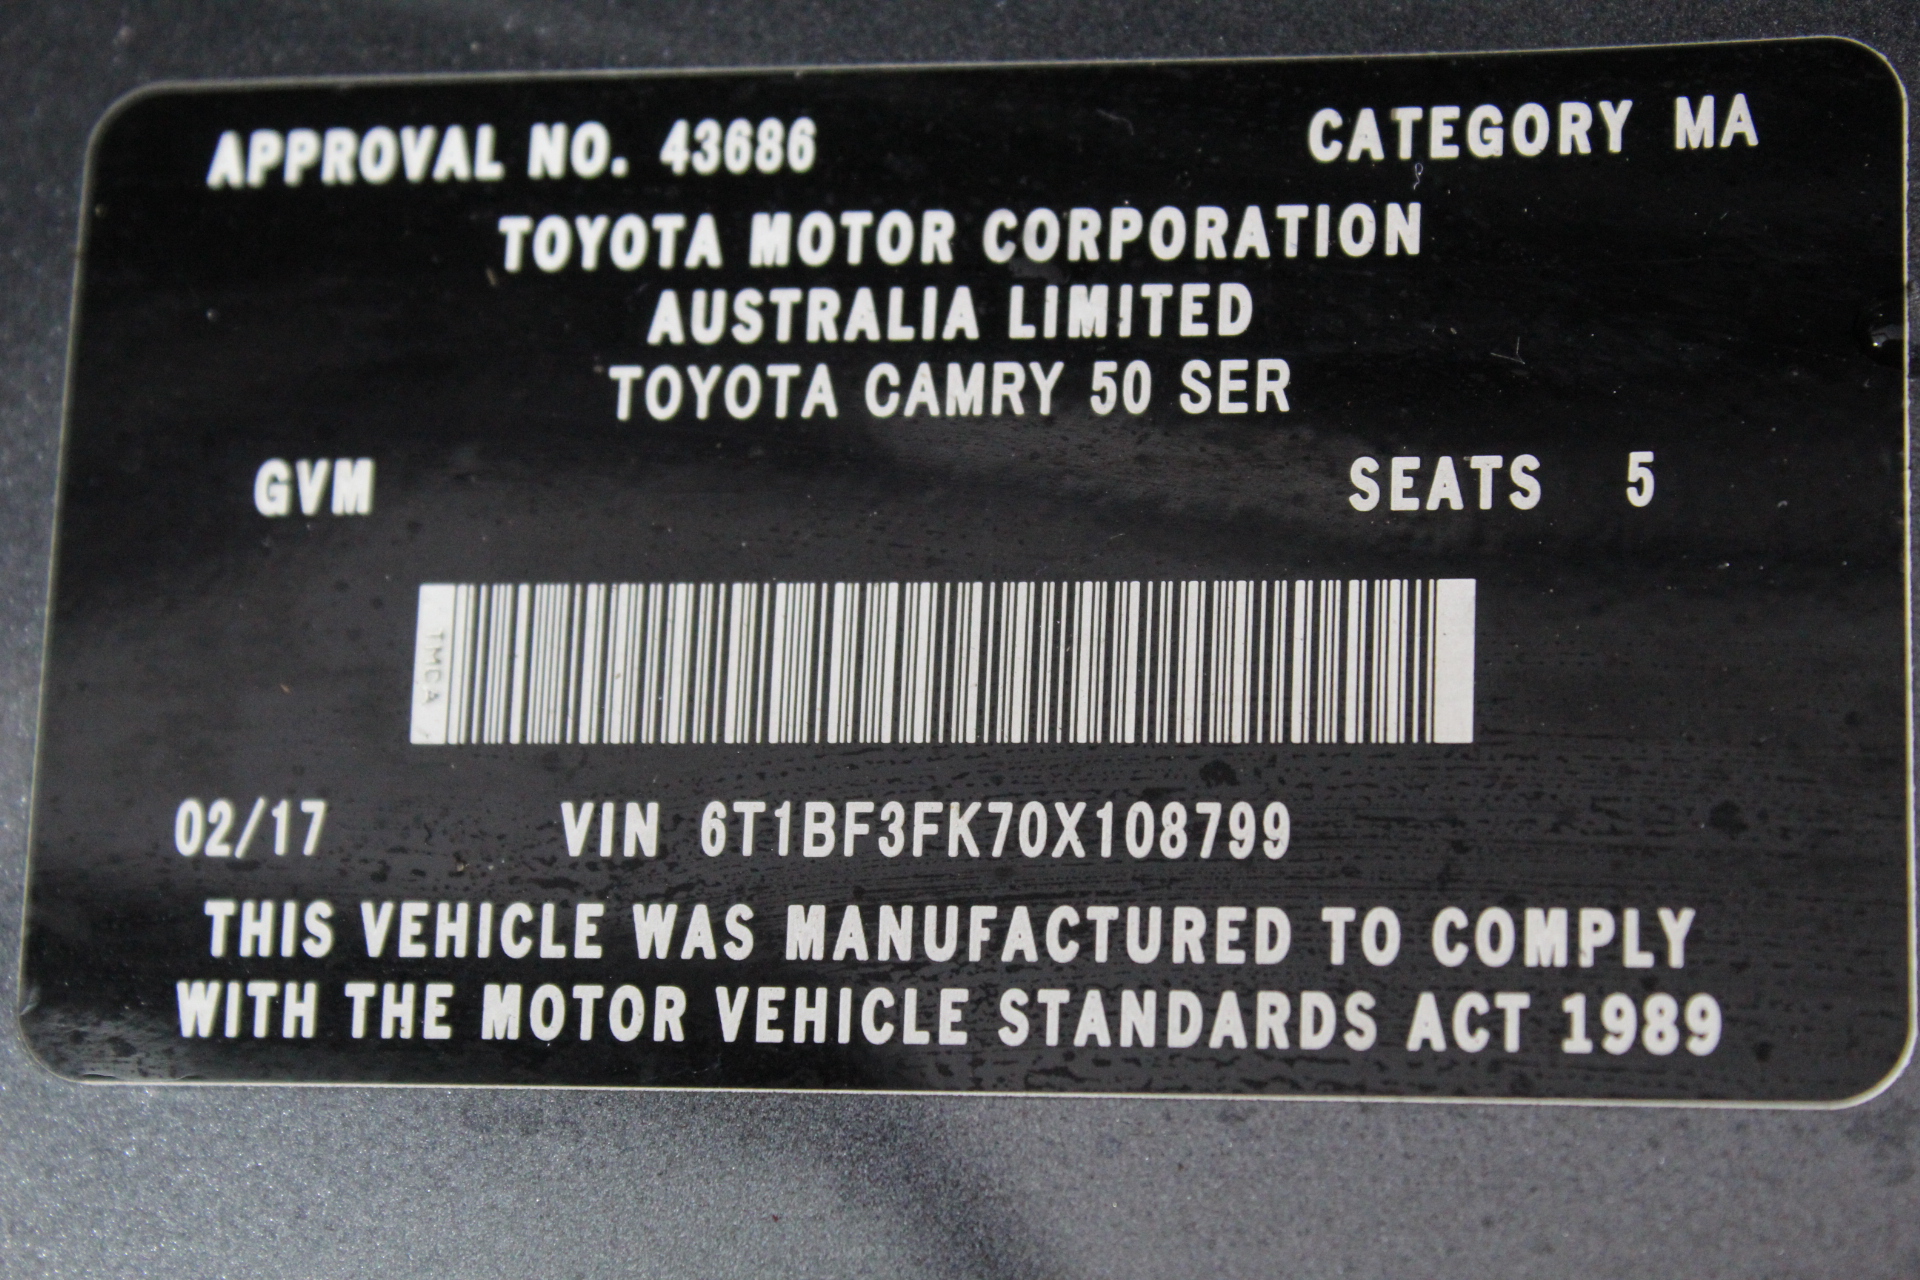 APPROVAL NO. 43686 CATEGORY MA
TOYOTA MOTOR CORPORATION
AUSTRALIA LIMITED
TOYOTA CAMRY 50 SER
GVM SEATS 5
TMCA
02/17 VIN 6T1BF3FK70X108799
THIS VEHICLE WAS MANUFACTURED TO COMPLY
WITH THE MOTOR VEHICLE STANDARDS ACT 1989